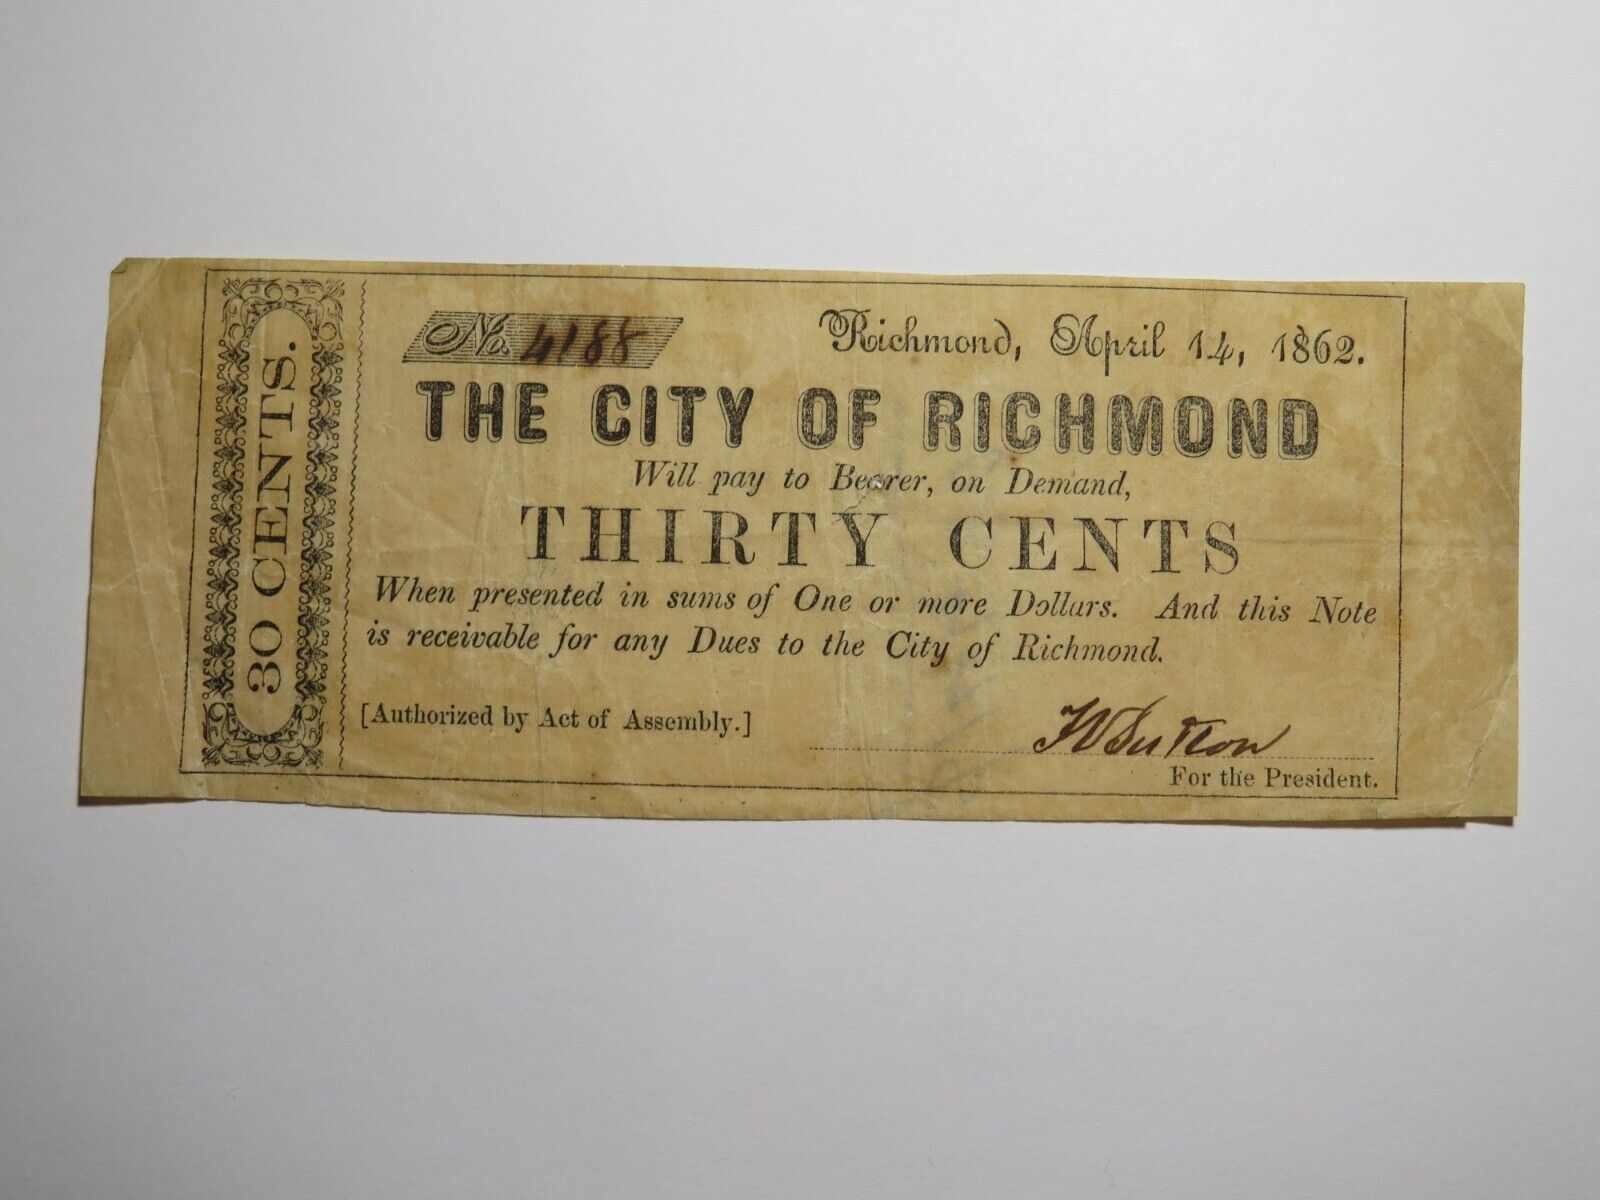 30 CENTS.
No. 4188
Richmond, April 14, 1862.
THE CITY OF RICHMOND
Will pay to Bearer, on Demand,
THIRTY CENTS
When presented in sums of One or more Dollars. And this Note
is receivable for any Dues to the City of Richmond.
[Authorized by Act of Assembly.]
Sutton
For the President.